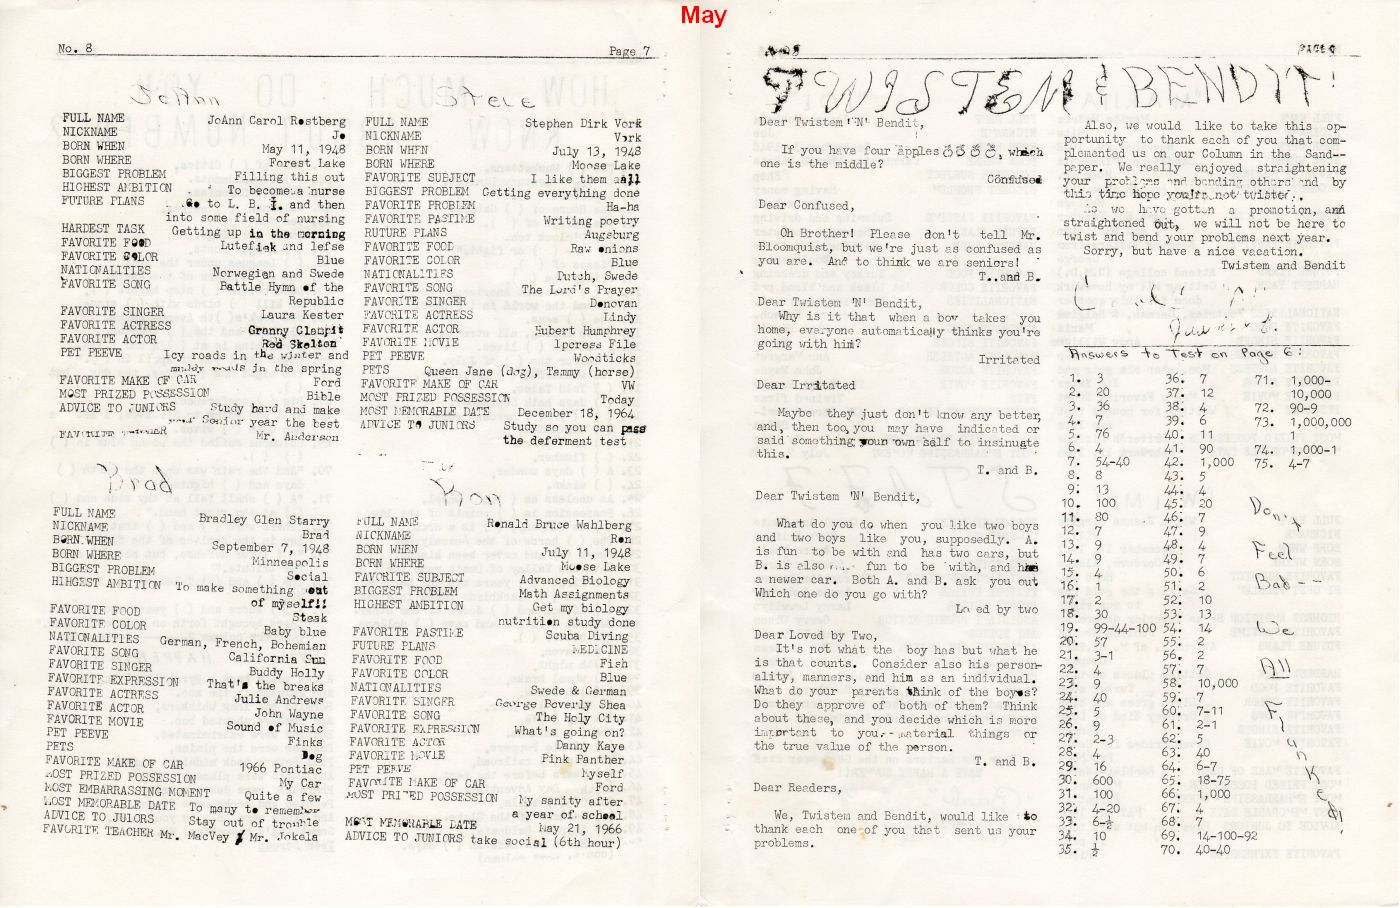 May
No. 8
Page 7
JoAnn
FULL NAME JoAnn Carol Rostberg
NICKNAME Jo
BORN WHEN May 11, 1948
BORN WHERE Forest Lake
BIGGEST PROBLEM Filling this out
HIGHEST AMBITION To become a nurse
FUTURE PLANS Go to L. B. I. and then
into some field of nursing
HARDEST TASK Getting up in the morning
FAVORITE FOOD Lutefisk and lefse
FAVORITE COLOR Blue
NATIONALITIES Norwegian and Swede
FAVORITE SONG Battle Hymn of the
Republic
FAVORITE SINGER Laura Kester
FAVORITE ACTRESS Granny Clampit
FAVORITE ACTOR Red Skelton
PET PEEVE Icy roads in the winter and
muddy roads in the spring
FAVORITE MAKE OF CAR Ford
MOST PRIZED POSSESSION Bible
ADVICE TO JUNIORS Study hard and make
your Senior year the best
FAVORITE TEACHER Mr. Anderson
Steve
FULL NAME Stephen Dirk Vork
NICKNAME Vork
BORN WHEN July 13, 1948
BORN WHERE Moose Lake
FAVORITE SUBJECT I like them all
BIGGEST PROBLEM Getting everything done
FAVORITE PROBLEM Ha-ha
FAVORITE PASTIME Writing poetry
RUTURE PLANS Augsburg
FAVORITE FOOD Raw onions
FAVORITE COLOR Blue
NATIONALITIES Dutch, Swede
FAVORITE SONG The Lord's Prayer
FAVORITE SINGER Donovan
FAVORITE ACTRESS Lindy
FAVORITE ACTOR Hubert Humphrey
FAVORITE MOVIE Ipcress File
PET PEEVE Woodticks
PETS Queen Jane (dog), Tammy (horse)
FAVORITE MAKE OF CAR VW
MOST PRIZED POSSESSION Today
MOST MEMORABLE DATE December 18, 1964
ADVICE TO JUNIORS Study so you can pass
the deferment test
Brad
FULL NAME Bradley Glen Starry
NICKNAME Brad
BORN WHEN September 7, 1948
BORN WHERE Minneapolis
BIGGEST PROBLEM Social
HIHGEST AMBITION To make something out
of myself!!
FAVORITE FOOD Steak
FAVORITE COLOR Baby blue
NATIONALITIES German, French, Bohemian
FAVORITE SONG California Sun
FAVORITE SINGER Buddy Holly
FAVORITE EXPRESSION That's the breaks
FAVORITE ACTRESS Julie Andrews
FAVORITE ACTOR John Wayne
FAVORITE MOVIE Sound of Music
PET PEEVE Finks
PETS Dog
FAVORITE MAKE OF CAR 1966 Pontiac
MOST PRIZED POSSESSION My Car
MOST EMBARRASSING MOMENT Quite a few
MOST MEMORABLE DATE To many to remember
ADVICE TO JUIORS Stay out of trouble
FAVORITE TEACHER Mr. MacVey Mr. Jokela
Ron
FULL NAME Ronald Bruce Wahlberg
NICKNAME Ron
BORN WHEN July 11, 1948
BORN WHERE Moose Lake
FAVORITE SUBJECT Advanced Biology
BIGGEST PROBLEM Math Assignments
HIGHEST AMBITION Get my biology
nutrition study done
FAVORITE PASTIME Scuba Diving
FUTURE PLANS MEDICINE
FAVORITE FOOD Fish
FAVORITE COLOR Blue
NATIONALITIES Swede & German
FAVORITE SINGER George Beverly Shea
FAVORITE SONG The Holy City
FAVORITE EXPRESSION What's going on?
FAVORITE ACTOR Danny Kaye
FAVORITE MOVIE Pink Panther
PET PEEVE Myself
FAVORITE MAKE OF CAR Ford
MOST PRIZED POSSESSION My sanity after
a year of school
MOST MEMORABLE DATE May 21, 1966
ADVICE TO JUNIORS take social (6th hour)
TWISTEM & BENDIT!
Dear Twistem 'N' Bendit,
If you have four apples, which
one is the middle?
Confused
Dear Confused,
Oh Brother! Please don't tell Mr.
Bloomquist, but we're just as confused as
you are. And to think we are seniors!
T. and B.
Dear Twistem 'N' Bendit,
Why is it that when a boy takes you
home, everyone automatically thinks you're
going with him?
Irritated
Dear Irritated
Maybe they just don't know any better,
and, then too, you may have indicated or
said something your own self to insinuate
this.
T. and B.
Dear Twistem 'N' Bendit,
What do you do when you like two boys
and two boys like you, supposedly. A.
is fun to be with and has two cars, but
B. is also fun to be with, and has
a newer car. Both A. and B. ask you out
Which one do you go with?
Loved by two
Dear Loved by Two,
It's not what the boy has but what he
is that counts. Consider also his person-
ality, manners, and him as an individual.
What do your parents think of the boyes?
Do they approve of both of them? Think
about these, and you decide which is more
important to you - material things or
the true value of the person.
T. and B.
Dear Readers,
We, Twistem and Bendit, would like to
thank each one of you that sent us your
problems.
Also, we would like to take this op-
portunity to thank each of you that com-
plemented us on our Column in the Sand--
paper. We really enjoyed straightening
your problems and bending others and by
this time hope you're not twisted.
As we have gotten a promotion, and
straightened out, we will not be here to
twist and bend your problems next year.
Sorry, but have a nice vacation.
Twistem and Bendit
Answers to Test on Page 6:
1. 3
2. 20
3. 36
4. 7
5. 76
6. 4
7. 54-40
8. 8
9. 13
10. 100
11. 80
12. 7
13. 9
14. 9
15. 4
16. 1
17. 2
18. 30
19. 99-44-100
20. 57
21. 3-1
22. 4
23. 9
24. 40
25. 5
26. 9
27. 2-3
28. 4
29. 16
30. 600
31. 100
32. 4-20
33. 6-½
34. 10
35. ½
36. 7
37. 12
38. 4
39. 6
40. 11
41. 90
42. 1,000
43. 5
44. 4
45. 20
46. 7
47. 9
48. 4
49. 7
50. 6
51. 2
52. 10
53. 13
54. 14
55. 2
56. 2
57. 7
58. 10,000
59. 7
60. 7-11
61. 2-1
62. 5
63. 40
64. 6-7
65. 18-75
66. 1,000
67. 4
68. 7
69. 14-100-92
70. 40-40
71. 1,000-
10,000
72. 90-9
73. 1,000,000
1
74. 1,000-1
75. 4-7
Don't
Feel
Bad--
We
All
Flunked!